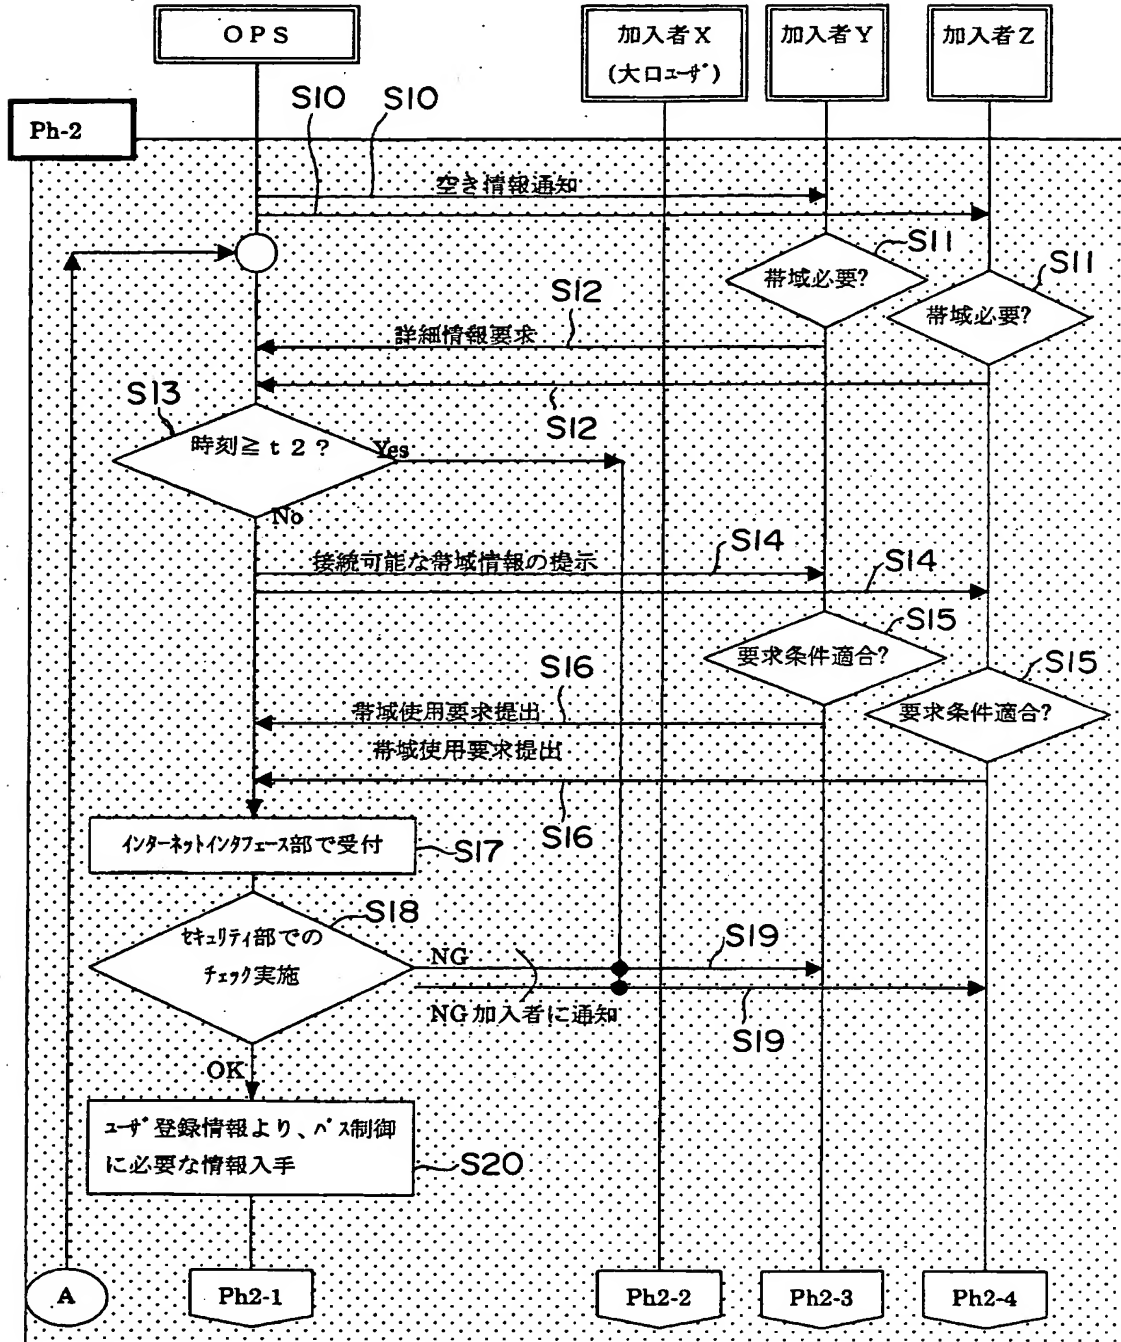 OPS
加入者X
(大口ユーザ)
加入者Y
加入者Z
Ph-2
S10
S10
空き情報通知
S11
帯域必要?
S11
帯域必要?
S12
詳細情報要求
S12
S13
時刻≧t2?
Yes
No
接続可能な帯域情報の提示
S14
S14
S15
要求条件適合?
S15
要求条件適合?
S16
帯域使用要求提出
帯域使用要求提出
S16
インターネットインタフェース部で受付
S17
S18
セキュリティ部での
チェック実施
NG
S19
NG加入者に通知
S19
OK
ユーザ登録情報より、パス制御
に必要な情報入手
S20
A
Ph2-1
Ph2-2
Ph2-3
Ph2-4